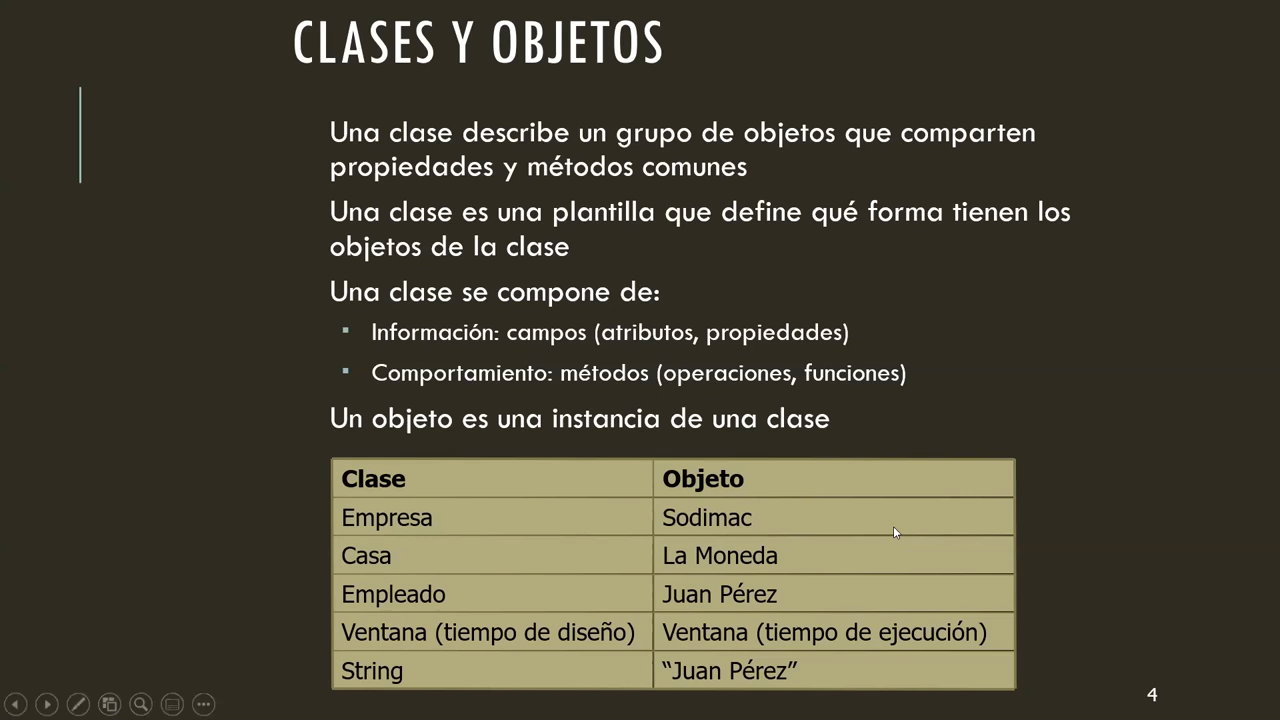 CLASES Y OBJETOS
Una clase describe un grupo de objetos que comparten
propiedades y métodos comunes
Una clase es una plantilla que define qué forma tienen los
objetos de la clase
Una clase se compone de:
▪ Información: campos (atributos, propiedades)
▪ Comportamiento: métodos (operaciones, funciones)
Un objeto es una instancia de una clase
Clase Objeto
Empresa Sodimac
Casa La Moneda
Empleado Juan Pérez
Ventana (tiempo de diseño) Ventana (tiempo de ejecución)
String “Juan Pérez”
4